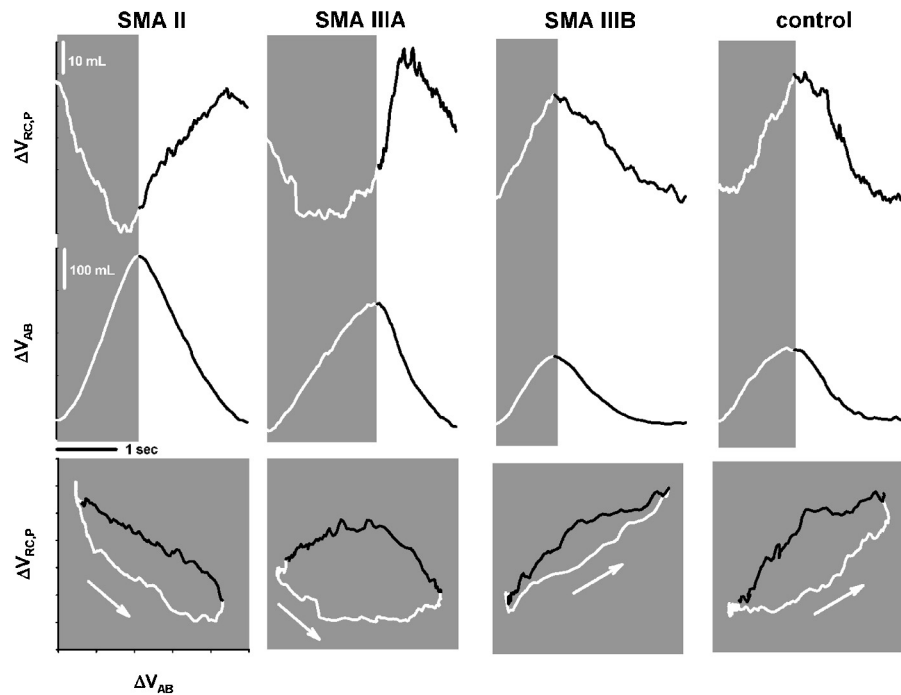 SMA II SMA IIIA SMA IIIB control
10 mL
ΔV_RC,P
100 mL
ΔV_AB
1 sec
ΔV_RC,P
ΔV_AB